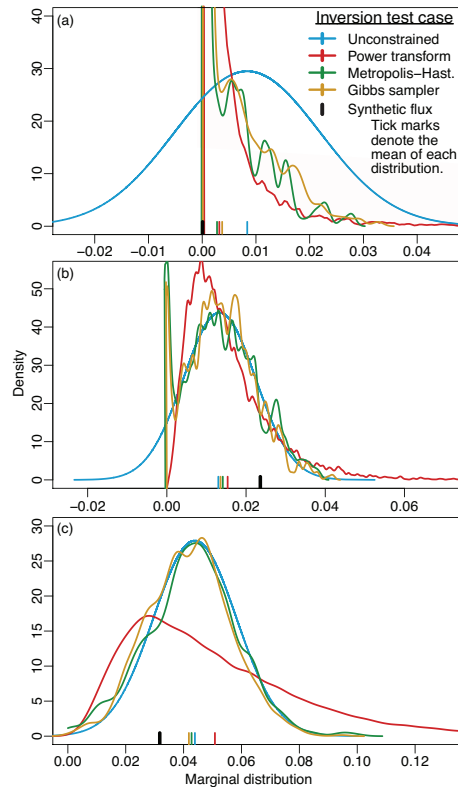 (a)
Inversion test case
Unconstrained
Power transform
Metropolis−Hast.
Gibbs sampler
Synthetic flux
Tick marks
denote the
mean of each
distribution.
40
30
20
10
0
−0.02 −0.01 0.00 0.01 0.02 0.03 0.04
(b)
50
40
30
20
10
0
Density
−0.02 0.00 0.02 0.04 0.06
(c)
30
25
20
15
10
5
0
0.00 0.02 0.04 0.06 0.08 0.10 0.12
Marginal distribution